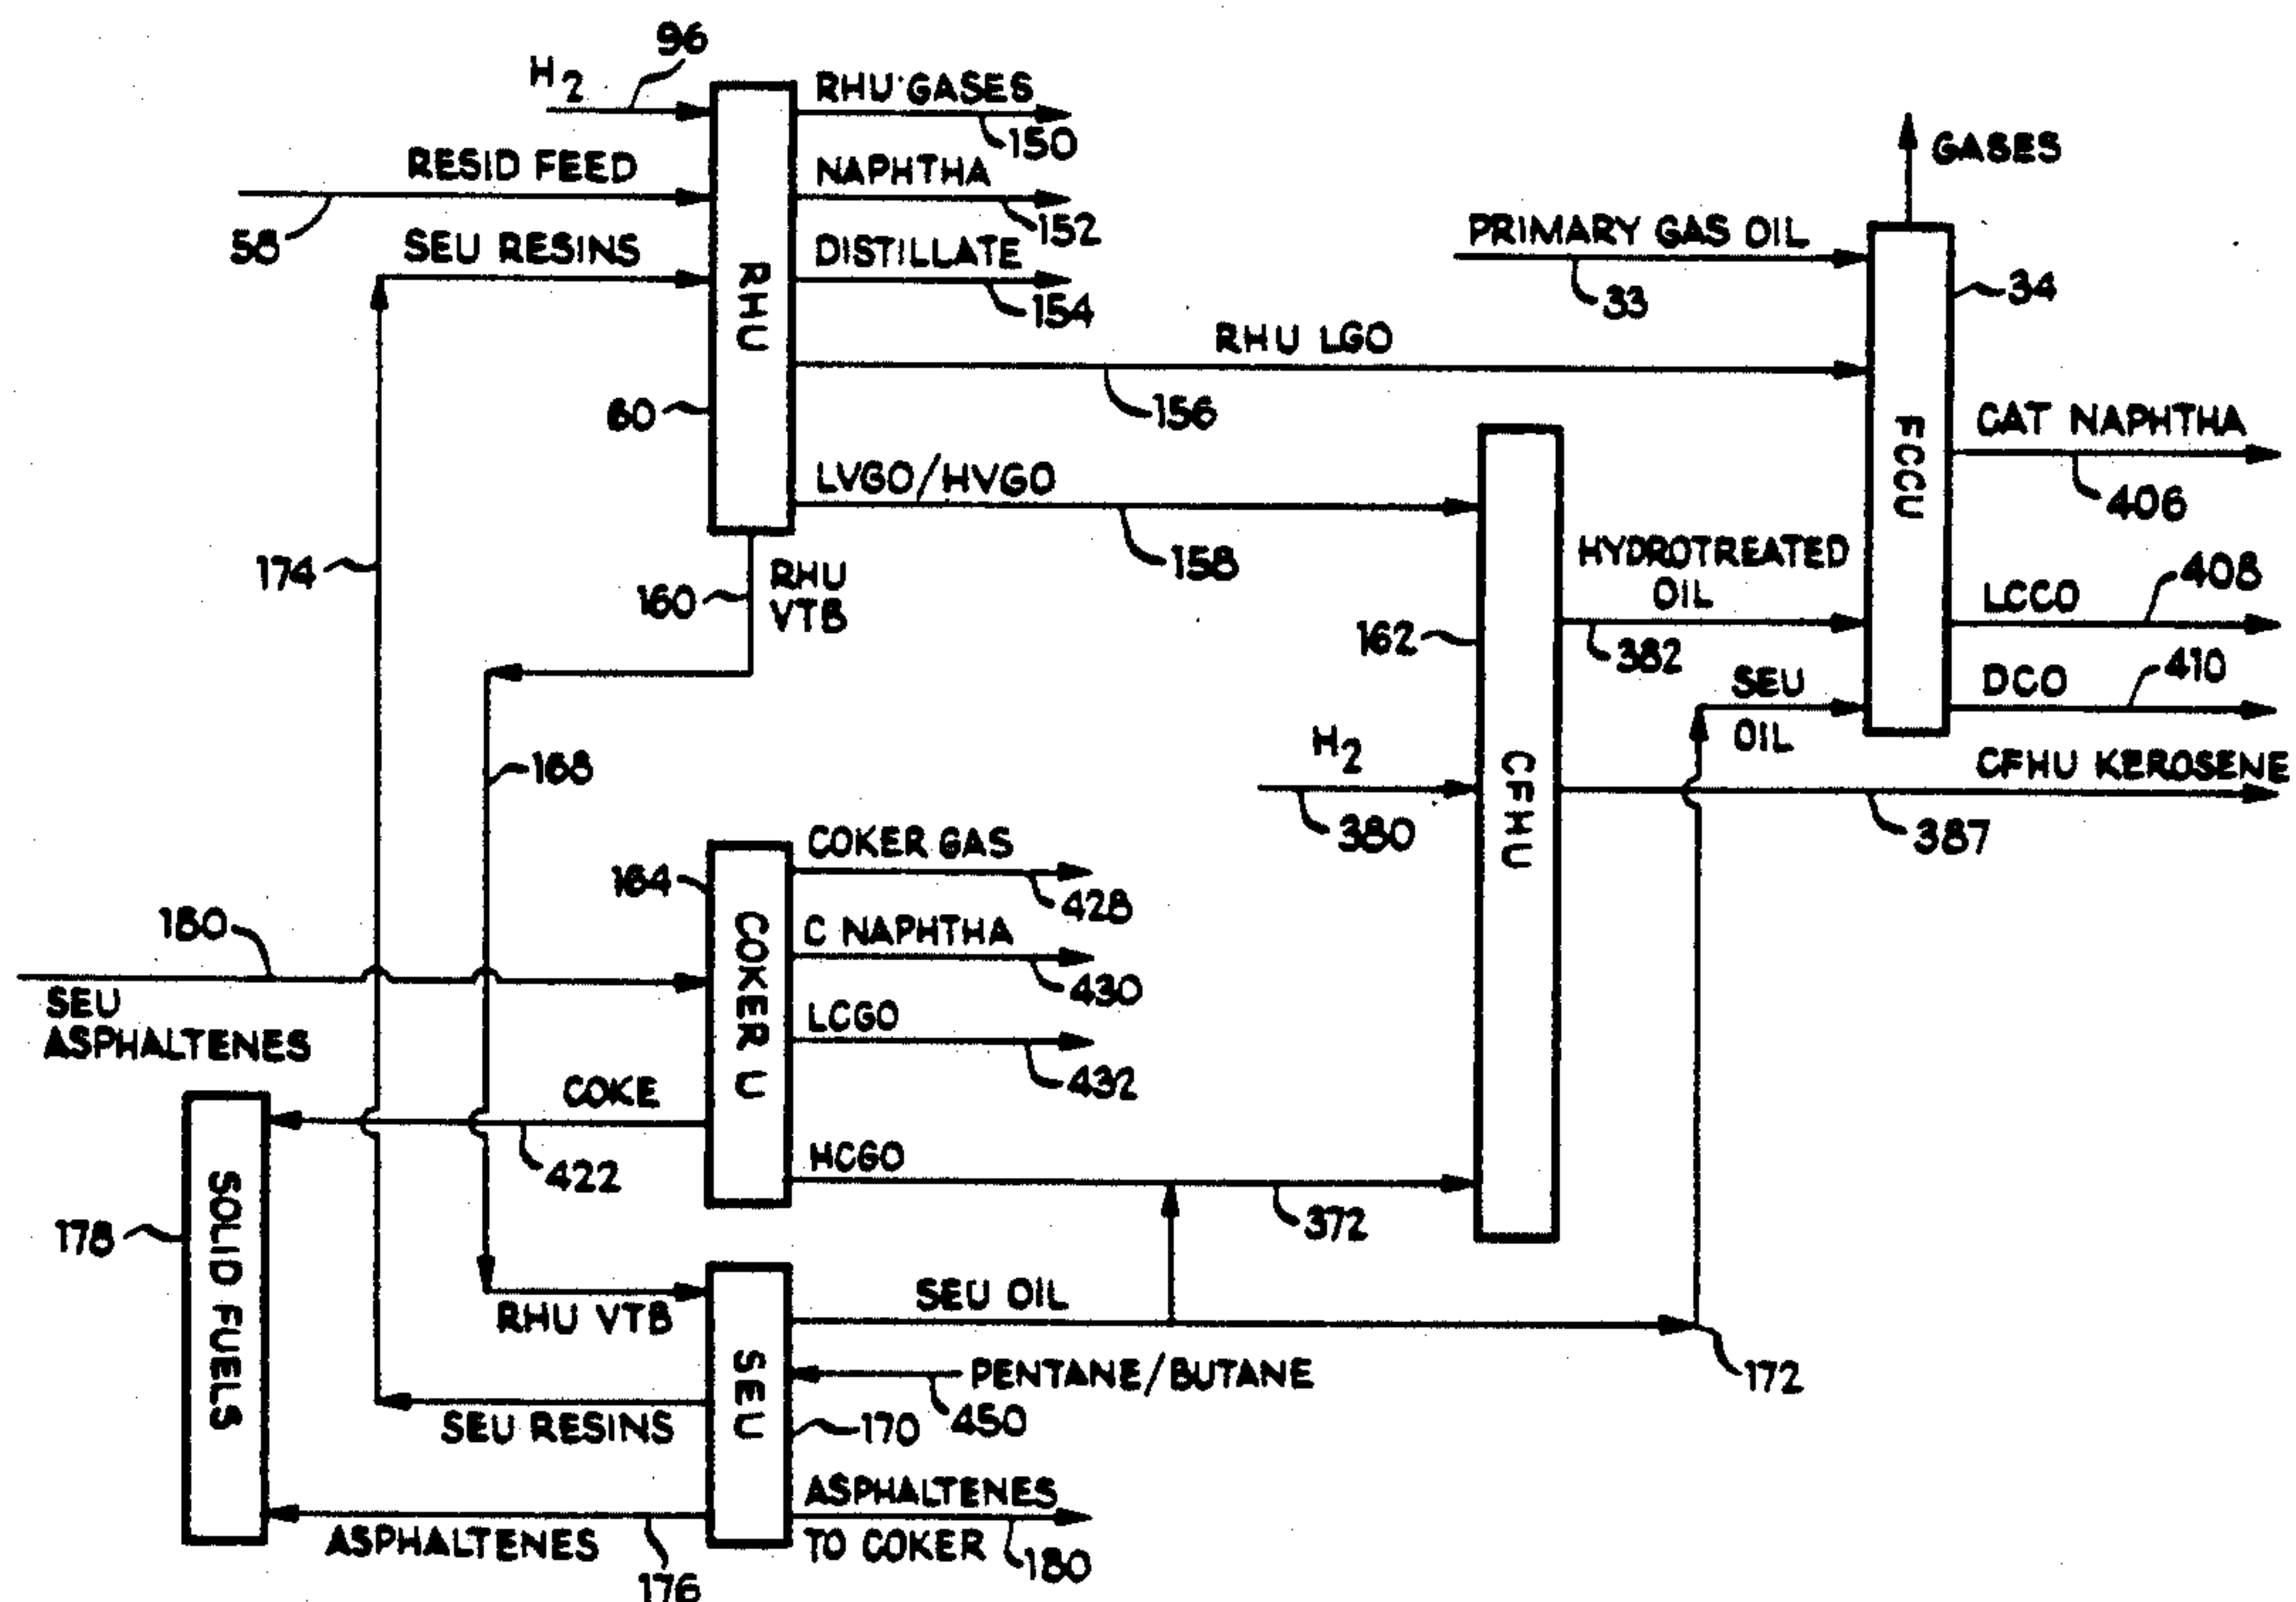 H2
96
RHU GASES
150
RESID FEED
58
NAPHTHA
152
SEU RESINS
DISTILLATE
154
RHU
60
RHU LGO
156
LVGO/HVGO
158
160
RHU
VTB
174
168
PRIMARY GAS OIL
33
GASES
34
FCCU
CAT NAPHTHA
406
LCCO
408
DCO
410
HYDROTREATED
OIL
382
162
SEU
OIL
H2
380
CFHU
CFHU KEROSENE
387
164
COKER U
COKER GAS
428
C NAPHTHA
430
LCGO
432
HCGO
372
180
SEU
ASPHALTENES
COKE
422
178
SOLID FUELS
RHU VTB
SEU OIL
172
SEU
170
PENTANE/BUTANE
450
SEU RESINS
ASPHALTENES
176
ASPHALTENES
TO COKER
180